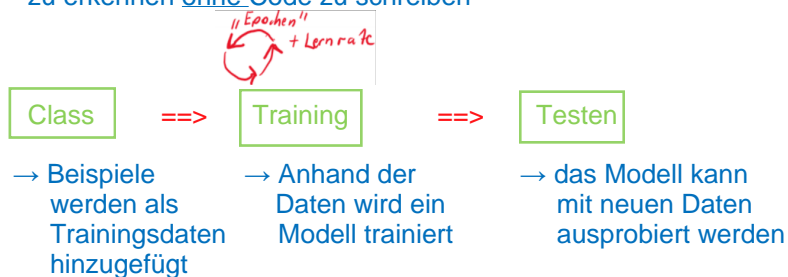 zu erkennen ohne Code zu schreiben
"Epochen"
+ Lernrate
Class ==> Training ==> Testen
→ Beispiele werden als Trainingsdaten hinzugefügt
→ Anhand der Daten wird ein Modell trainiert
→ das Modell kann mit neuen Daten ausprobiert werden